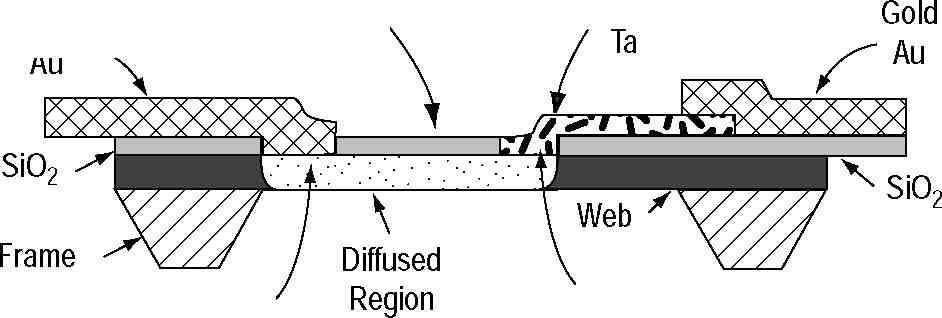 Gold
Au
Ta
Au
SiO2
SiO2
Web
Frame
Diffused
Region